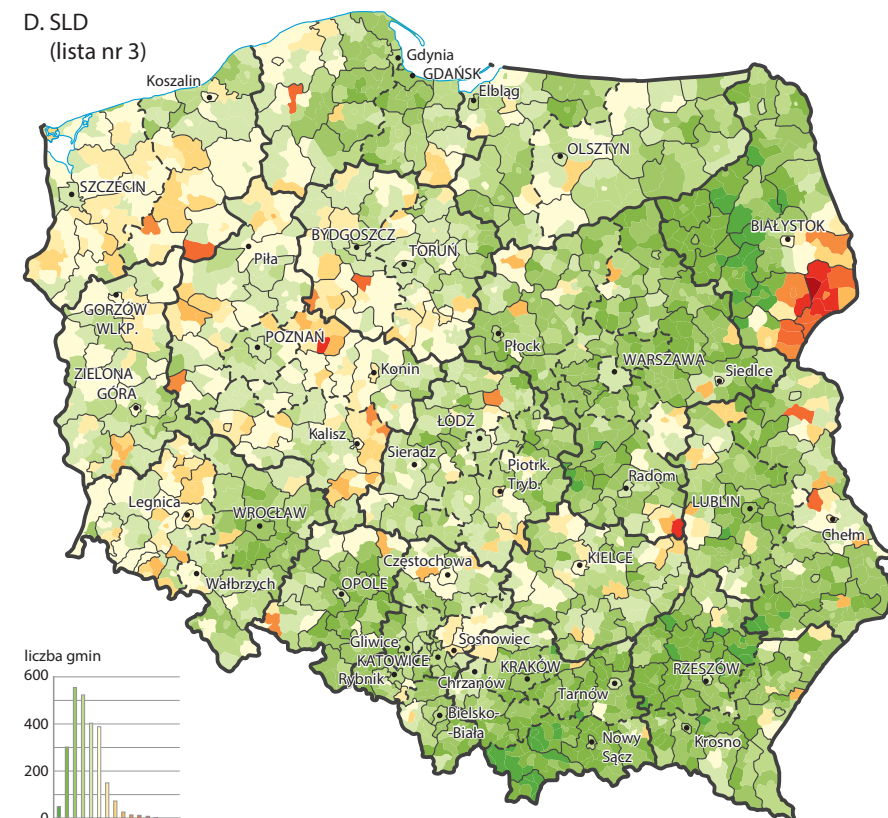 D. SLD
(lista nr 3)
Gdynia
GDAŃSK
Koszalin
Elbląg
OLSZTYN
SZCZECIN
BIAŁYSTOK
BYDGOSZCZ
TORUŃ
Piła
GORZÓW
WLKP.
POZNAŃ
Płock
WARSZAWA
Siedlce
Konin
ZIELONA
GÓRA
ŁÓDŹ
Kalisz
Sieradz
Piotrk.
Tryb.
Radom
LUBLIN
Legnica
WROCŁAW
Chełm
Częstochowa
KIELCE
Wałbrzych
OPOLE
Gliwice
Sosnowiec
KATOWICE
KRAKÓW
RZESZÓW
Rybnik
Chrzanów
Tarnów
Bielsko-
-Biała
Nowy
Sącz
Krosno
liczba gmin
600
400
200
0